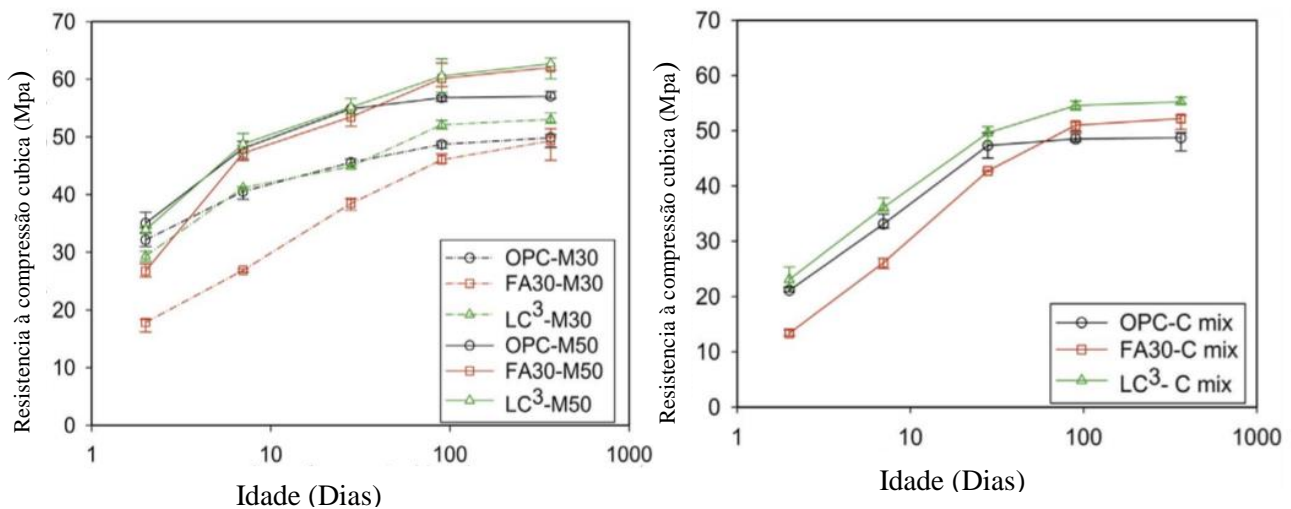 Resistencia à compressão cubica (Mpa)
70
60
50
40
30
20
10
0
1
10
100
1000
Idade (Dias)
OPC-M30
FA30-M30
LC³-M30
OPC-M50
FA30-M50
LC³-M50
Resistencia à compressão cubica (Mpa)
70
60
50
40
30
20
10
0
1
10
100
1000
Idade (Dias)
OPC-C mix
FA30-C mix
LC³- C mix